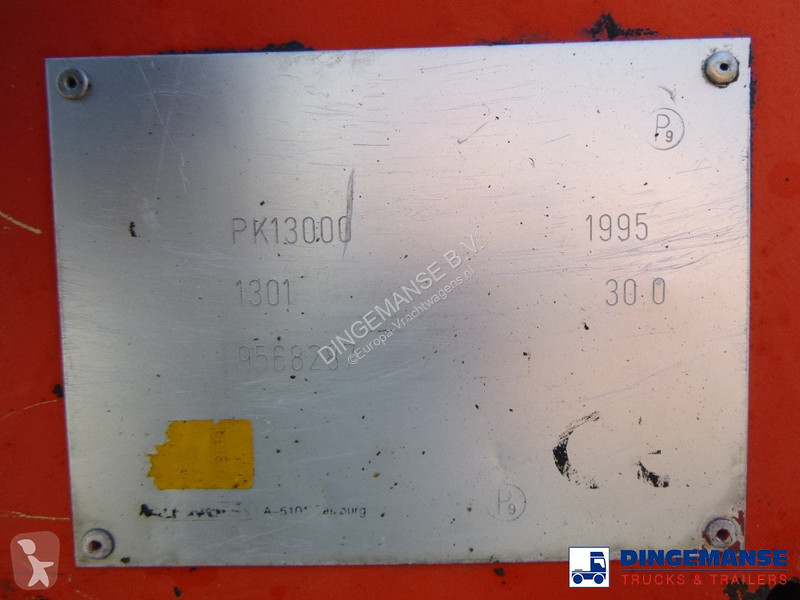 P9
PK13000 1995
1301 30.0
DINGEMANSE B.V.
©Europa-Vrachtwagens.nl
P9
DINGEMANSE
TRUCKS & TRAILERS